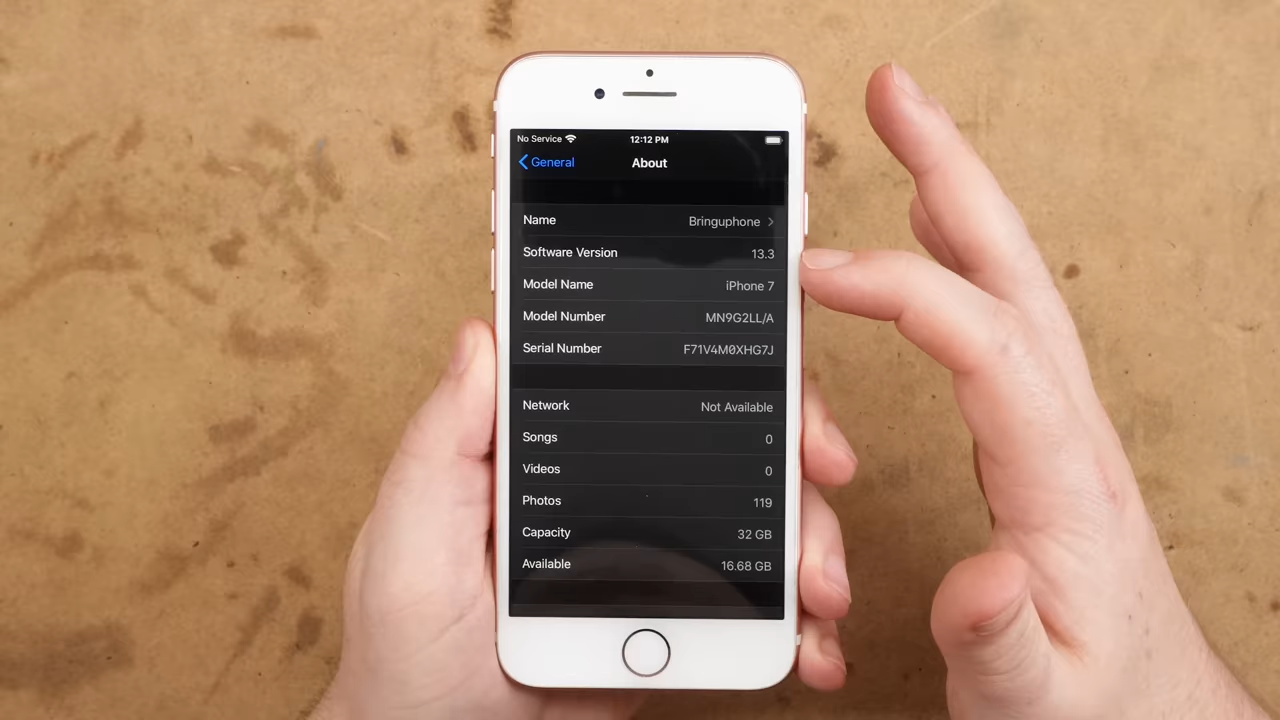 No Service 12:12 PM
General About
Name Bringuphone
Software Version 13.3
Model Name iPhone 7
Model Number MN9G2LL/A
Serial Number F71V4M0XHG7J
Network Not Available
Songs 0
Videos 0
Photos 119
Capacity 32 GB
Available 16.68 GB